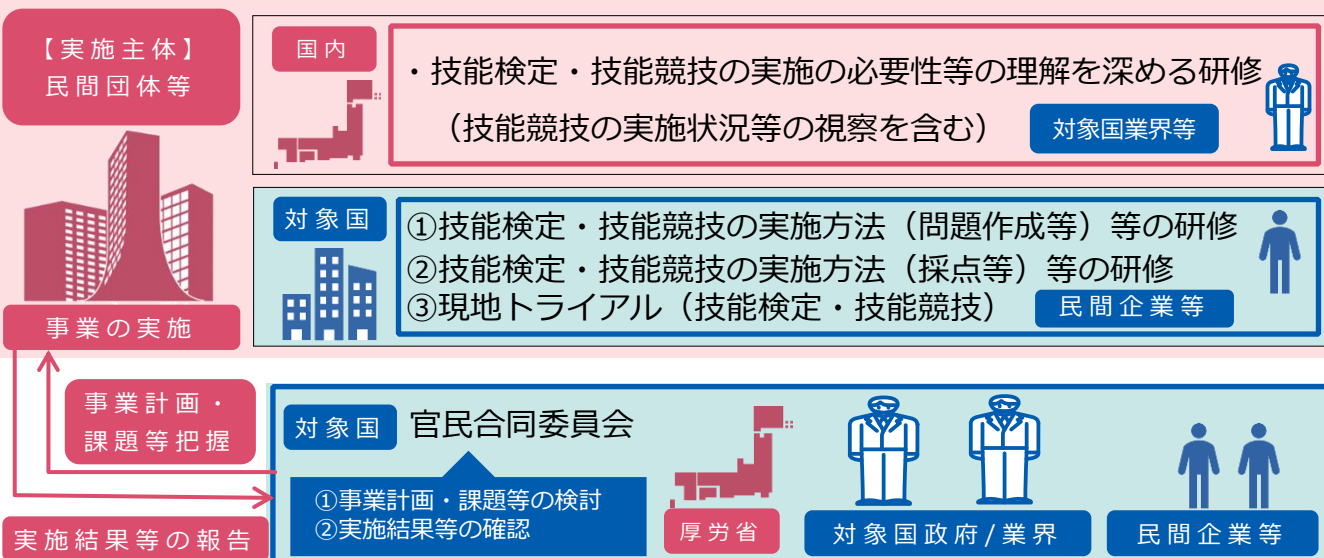 【実施主体】
民間団体等
事業の実施
国内
・技能検定・技能競技の実施の必要性等の理解を深める研修
（技能競技の実施状況等の視察を含む）
対象国業界等
対象国
①技能検定・技能競技の実施方法（問題作成等）等の研修
②技能検定・技能競技の実施方法（採点等）等の研修
③現地トライアル（技能検定・技能競技）
民間企業等
事業計画・
課題等把握
実施結果等の報告
対象国
官民合同委員会
①事業計画・課題等の検討
②実施結果等の確認
厚労省
対象国政府/業界
民間企業等